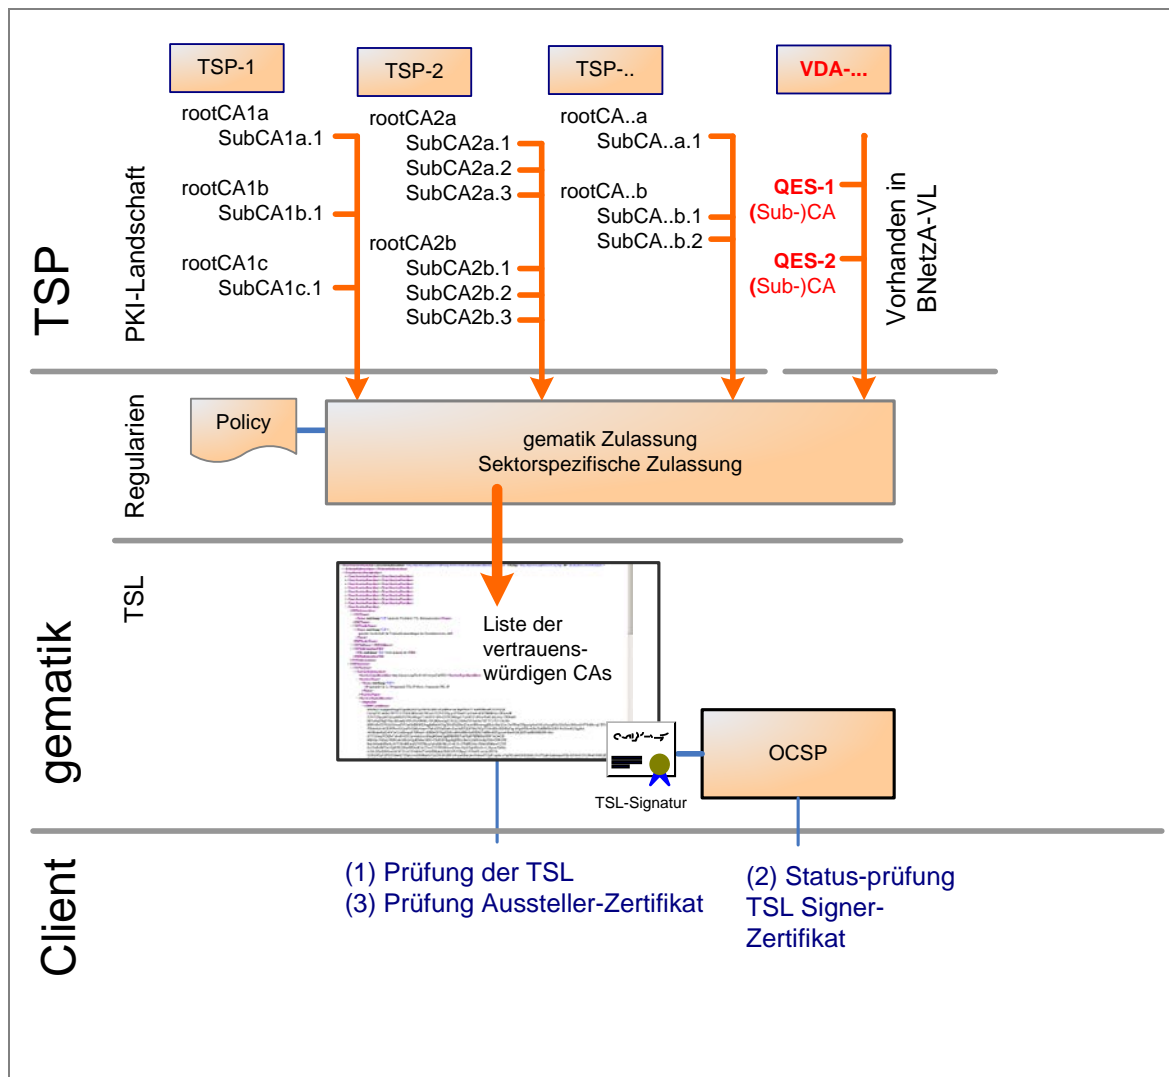 TSP-1
TSP-2
TSP-..
VDA-...
rootCA1a
SubCA1a.1
rootCA1b
SubCA1b.1
rootCA1c
SubCA1c.1
rootCA2a
SubCA2a.1
SubCA2a.2
SubCA2a.3
rootCA2b
SubCA2b.1
SubCA2b.2
SubCA2b.3
rootCA..a
SubCA..a.1
rootCA..b
SubCA..b.1
SubCA..b.2
QES-1
(Sub-)CA
QES-2
(Sub-)CA
Vorhanden in
BNetzA-VL
TSP
PKI-Landschaft
Regularien
Policy
gematik Zulassung
Sektorspezifische Zulassung
gematik
TSL
Liste der
vertrauens-
würdigen CAs
TSL-Signatur
OCSP
Client
(1) Prüfung der TSL
(3) Prüfung Aussteller-Zertifikat
(2) Status-prüfung
TSL Signer-
Zertifikat